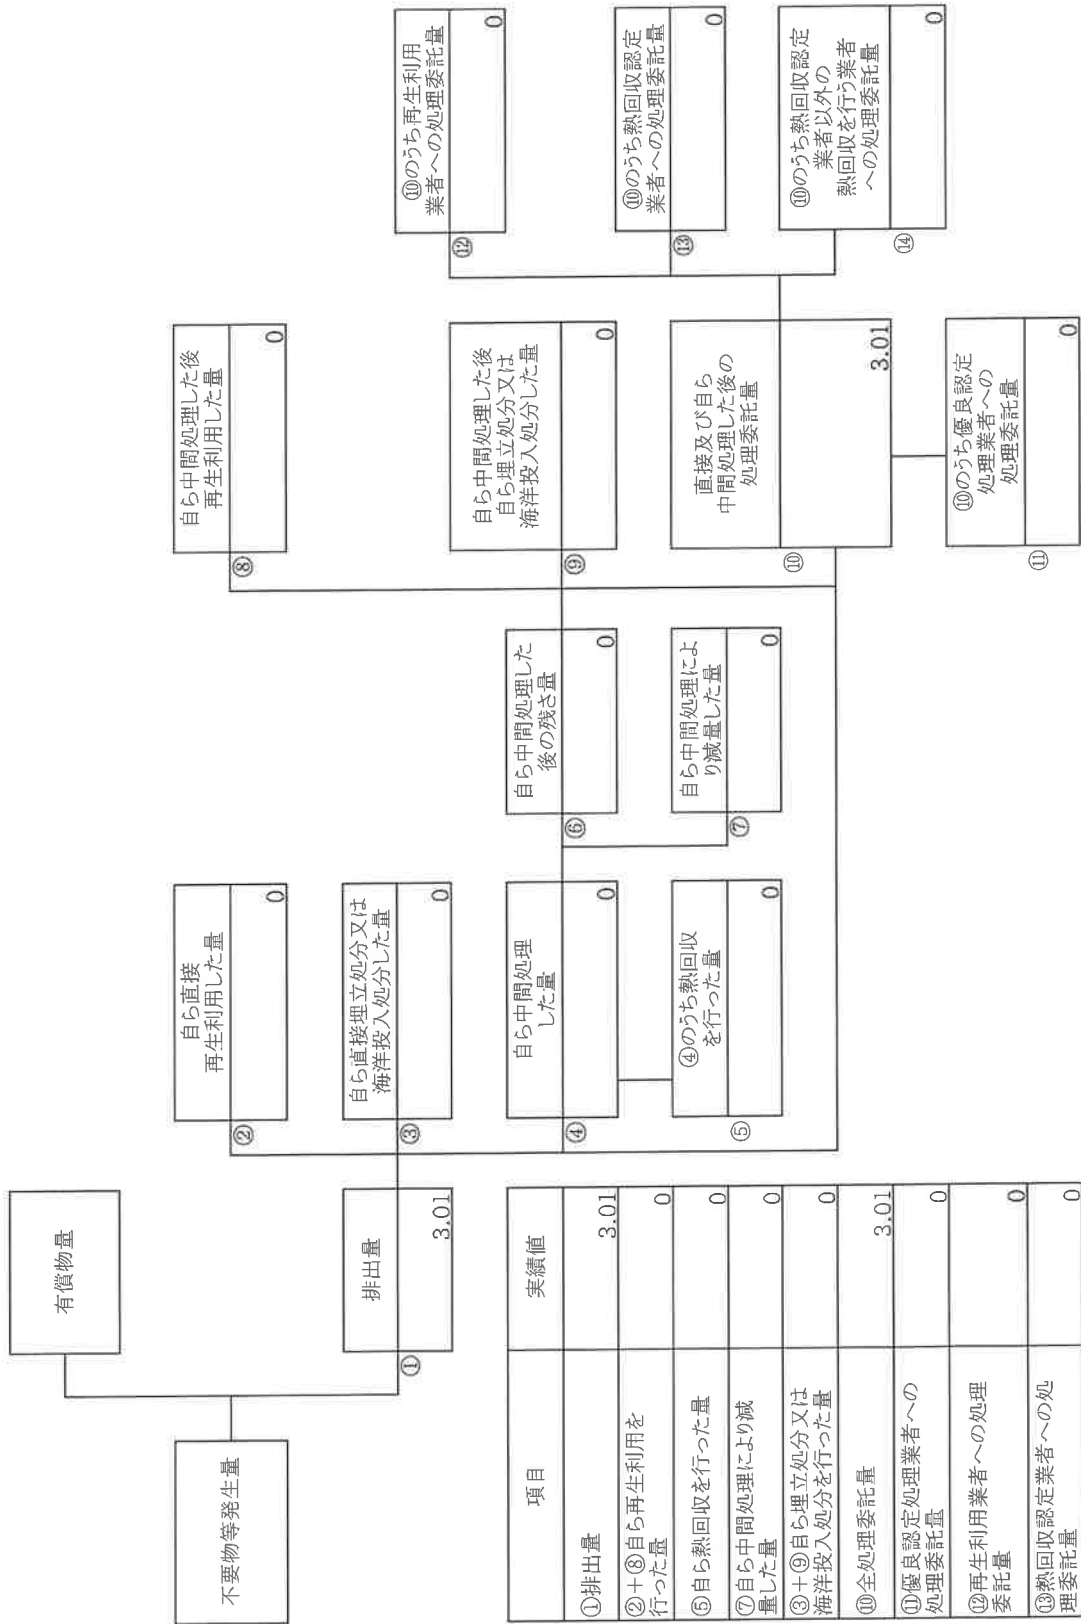 不要物等発生量
有償物量
①
排出量
3.01
②
自ら直接
再生利用した量
0
③
自ら直接埋立処分又は
海洋投入処分した量
0
④
自ら中間処理
した量
0
⑤
④のうち熱回収
を行った量
0
⑥
自ら中間処理した
後の残さ量
0
⑦
自ら中間処理によ
り減量した量
0
⑧
自ら中間処理した後
再生利用した量
0
⑨
自ら中間処理した後
自ら埋立処分又は
海洋投入処分した量
0
⑩
直接及び自ら
中間処理した後の
処理委託量
3.01
⑪
⑩のうち優良認定
処理業者への
処理委託量
0
⑫
⑩のうち再生利用
業者への処理委託量
0
⑬
⑩のうち熱回収認定
業者への処理委託量
0
⑭
⑩のうち熱回収認定
業者以外の
熱回収を行う業者
への処理委託量
0
項目 実績値
①排出量 3.01
②+⑧自ら再生利用を
行った量 0
⑤自ら熱回収を行った量 0
⑦自ら中間処理により減
量した量 0
③+⑨自ら埋立処分又は
海洋投入処分を行った量 0
⑩全処理委託量 3.01
⑪優良認定処理業者への
処理委託量 0
⑫再生利用業者への処理
委託量 0
⑬熱回収認定業者への処
理委託量 0